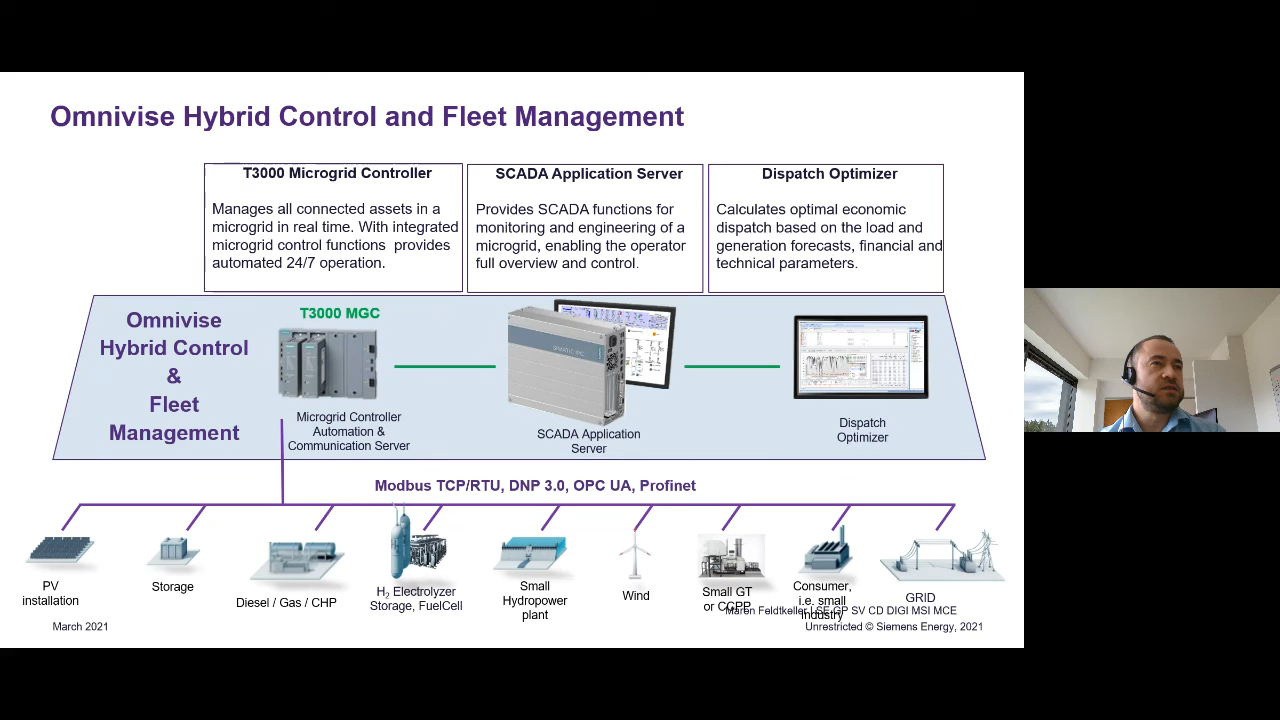 Omnivise Hybrid Control and Fleet Management
T3000 Microgrid Controller
Manages all connected assets in a
microgrid in real time. With integrated
microgrid control functions provides
automated 24/7 operation.
SCADA Application Server
Provides SCADA functions for
monitoring and engineering of a
microgrid, enabling the operator
full overview and control.
Dispatch Optimizer
Calculates optimal economic
dispatch based on the load and
generation forecasts, financial and
technical parameters.
Omnivise
Hybrid Control
&
Fleet
Management
T3000 MGC
Microgrid Controller
Automation &
Communication Server
SIMATIC IPC
SCADA Application
Server
Dispatch
Optimizer
Modbus TCP/RTU, DNP 3.0, OPC UA, Profinet
PV
installation
Storage
Diesel / Gas / CHP
H2 Electrolyzer
Storage, FuelCell
Small
Hydropower
plant
Wind
Small GT
or CCPP
Consumer,
i.e. small
industry
GRID
Maren Feldtkeller | SE GP SV CD DIGI MSI MCE
March 2021
Unrestricted © Siemens Energy, 2021